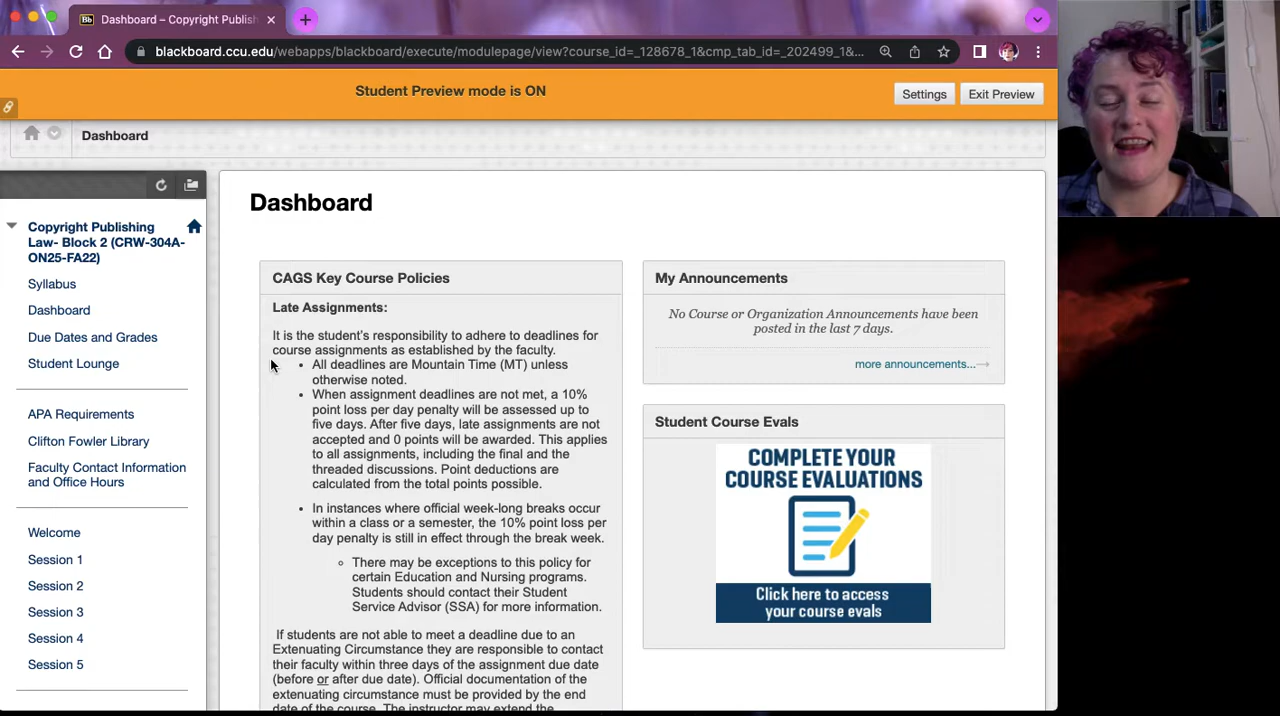 Bb Dashboard – Copyright Publish
blackboard.ccu.edu/webapps/blackboard/execute/modulepage/view?course_id=_128678_1&cmp_tab_id=_202499_1&...
Student Preview mode is ON
Settings
Exit Preview
Dashboard
Copyright Publishing
Law- Block 2 (CRW-304A-
ON25-FA22)
Syllabus
Dashboard
Due Dates and Grades
Student Lounge
APA Requirements
Clifton Fowler Library
Faculty Contact Information
and Office Hours
Welcome
Session 1
Session 2
Session 3
Session 4
Session 5
Dashboard
CAGS Key Course Policies
Late Assignments:
It is the student's responsibility to adhere to deadlines for
course assignments as established by the faculty.
• All deadlines are Mountain Time (MT) unless
otherwise noted.
• When assignment deadlines are not met, a 10%
point loss per day penalty will be assessed up to
five days. After five days, late assignments are not
accepted and 0 points will be awarded. This applies
to all assignments, including the final and the
threaded discussions. Point deductions are
calculated from the total points possible.
• In instances where official week-long breaks occur
within a class or a semester, the 10% point loss per
day penalty is still in effect through the break week.
○ There may be exceptions to this policy for
certain Education and Nursing programs.
Students should contact their Student
Service Advisor (SSA) for more information.
If students are not able to meet a deadline due to an
Extenuating Circumstance they are responsible to contact
their faculty within three days of the assignment due date
(before or after due date). Official documentation of the
extenuating circumstance must be provided by the end
date of the course. The instructor may extend the
My Announcements
No Course or Organization Announcements have been
posted in the last 7 days.
more announcements...→
Student Course Evals
COMPLETE YOUR
COURSE EVALUATIONS
Click here to access
your course evals